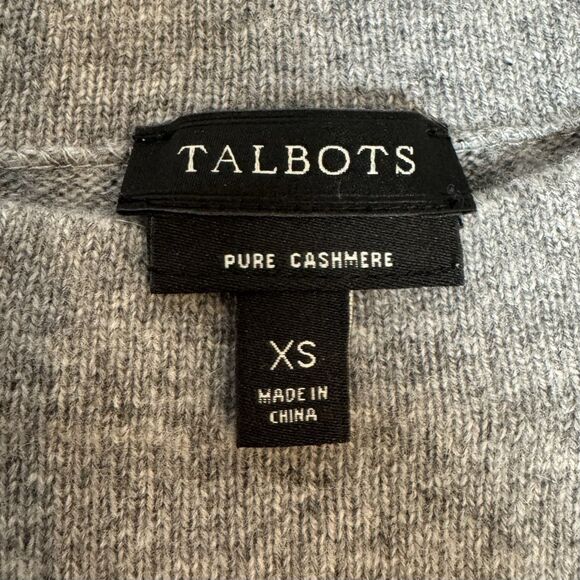 TALBOTS
PURE CASHMERE
XS
MADE IN
CHINA